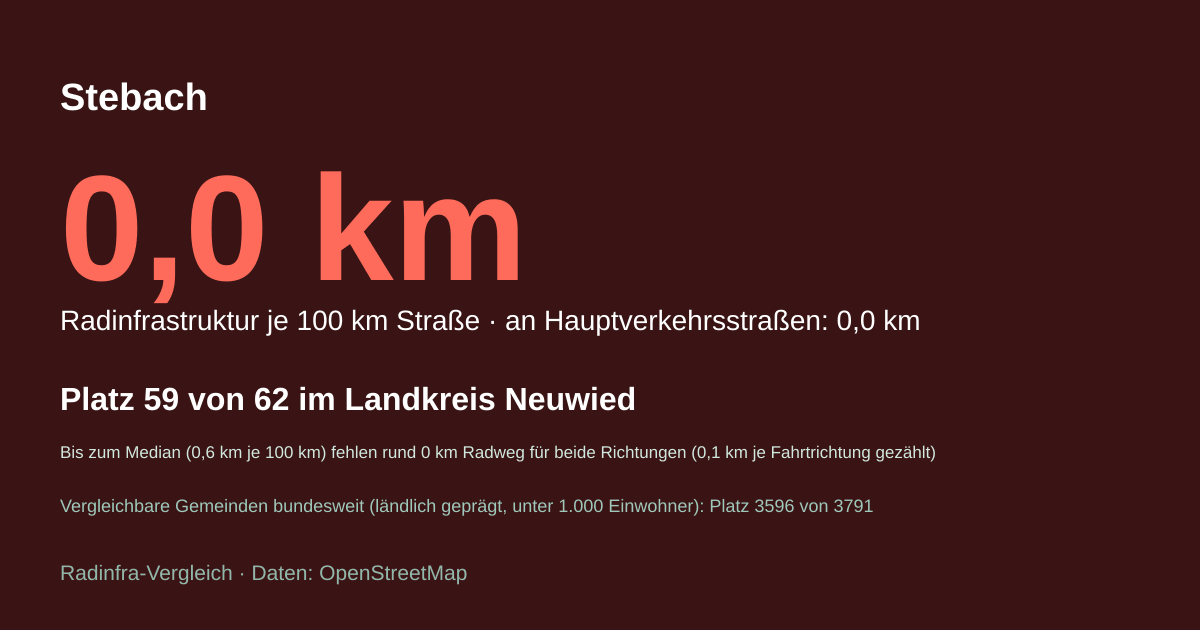 Stebach
0,0 km
Radinfrastruktur je 100 km Straße · an Hauptverkehrsstraßen: 0,0 km
Platz 59 von 62 im Landkreis Neuwied
Bis zum Median (0,6 km je 100 km) fehlen rund 0 km Radweg für beide Richtungen (0,1 km je Fahrtrichtung gezählt)
Vergleichbare Gemeinden bundesweit (ländlich geprägt, unter 1.000 Einwohner): Platz 3596 von 3791
Radinfra-Vergleich · Daten: OpenStreetMap